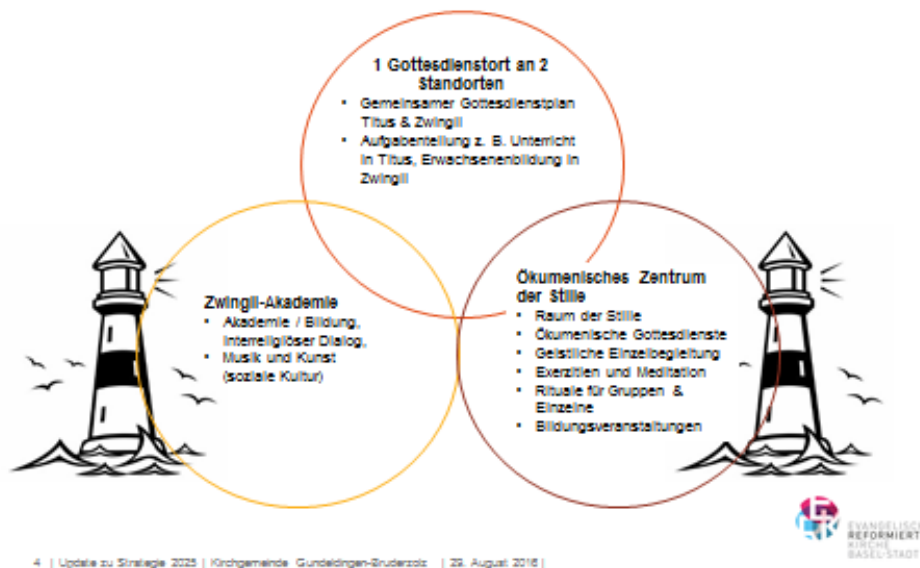 1 Gottesdienstort an 2
Standorten
▪ Gemeinsamer Gottesdienstplan
Titus & Zwingli
▪ Aufgabenteilung z. B. Unterricht
in Titus, Erwachsenenbildung in
Zwingli
Zwingli-Akademie
▪ Akademie / Bildung,
Interreligiöser Dialog,
▪ Musik und Kunst
(soziale Kultur)
Ökumenisches Zentrum
der Stille
▪ Raum der Stille
▪ Ökumenische Gottesdienste
▪ Geistliche Einzelbegleitung
▪ Exerzitien und Meditation
▪ Rituale für Gruppen &
Einzelne
▪ Bildungsveranstaltungen
EVANGELISCH
REFORMIERT
KIRCHE
BASEL-STADT
4 | Update zu Strategie 2025 | Kirchgemeinde Gundeldingen-Bruderholz | 29. August 2016 |